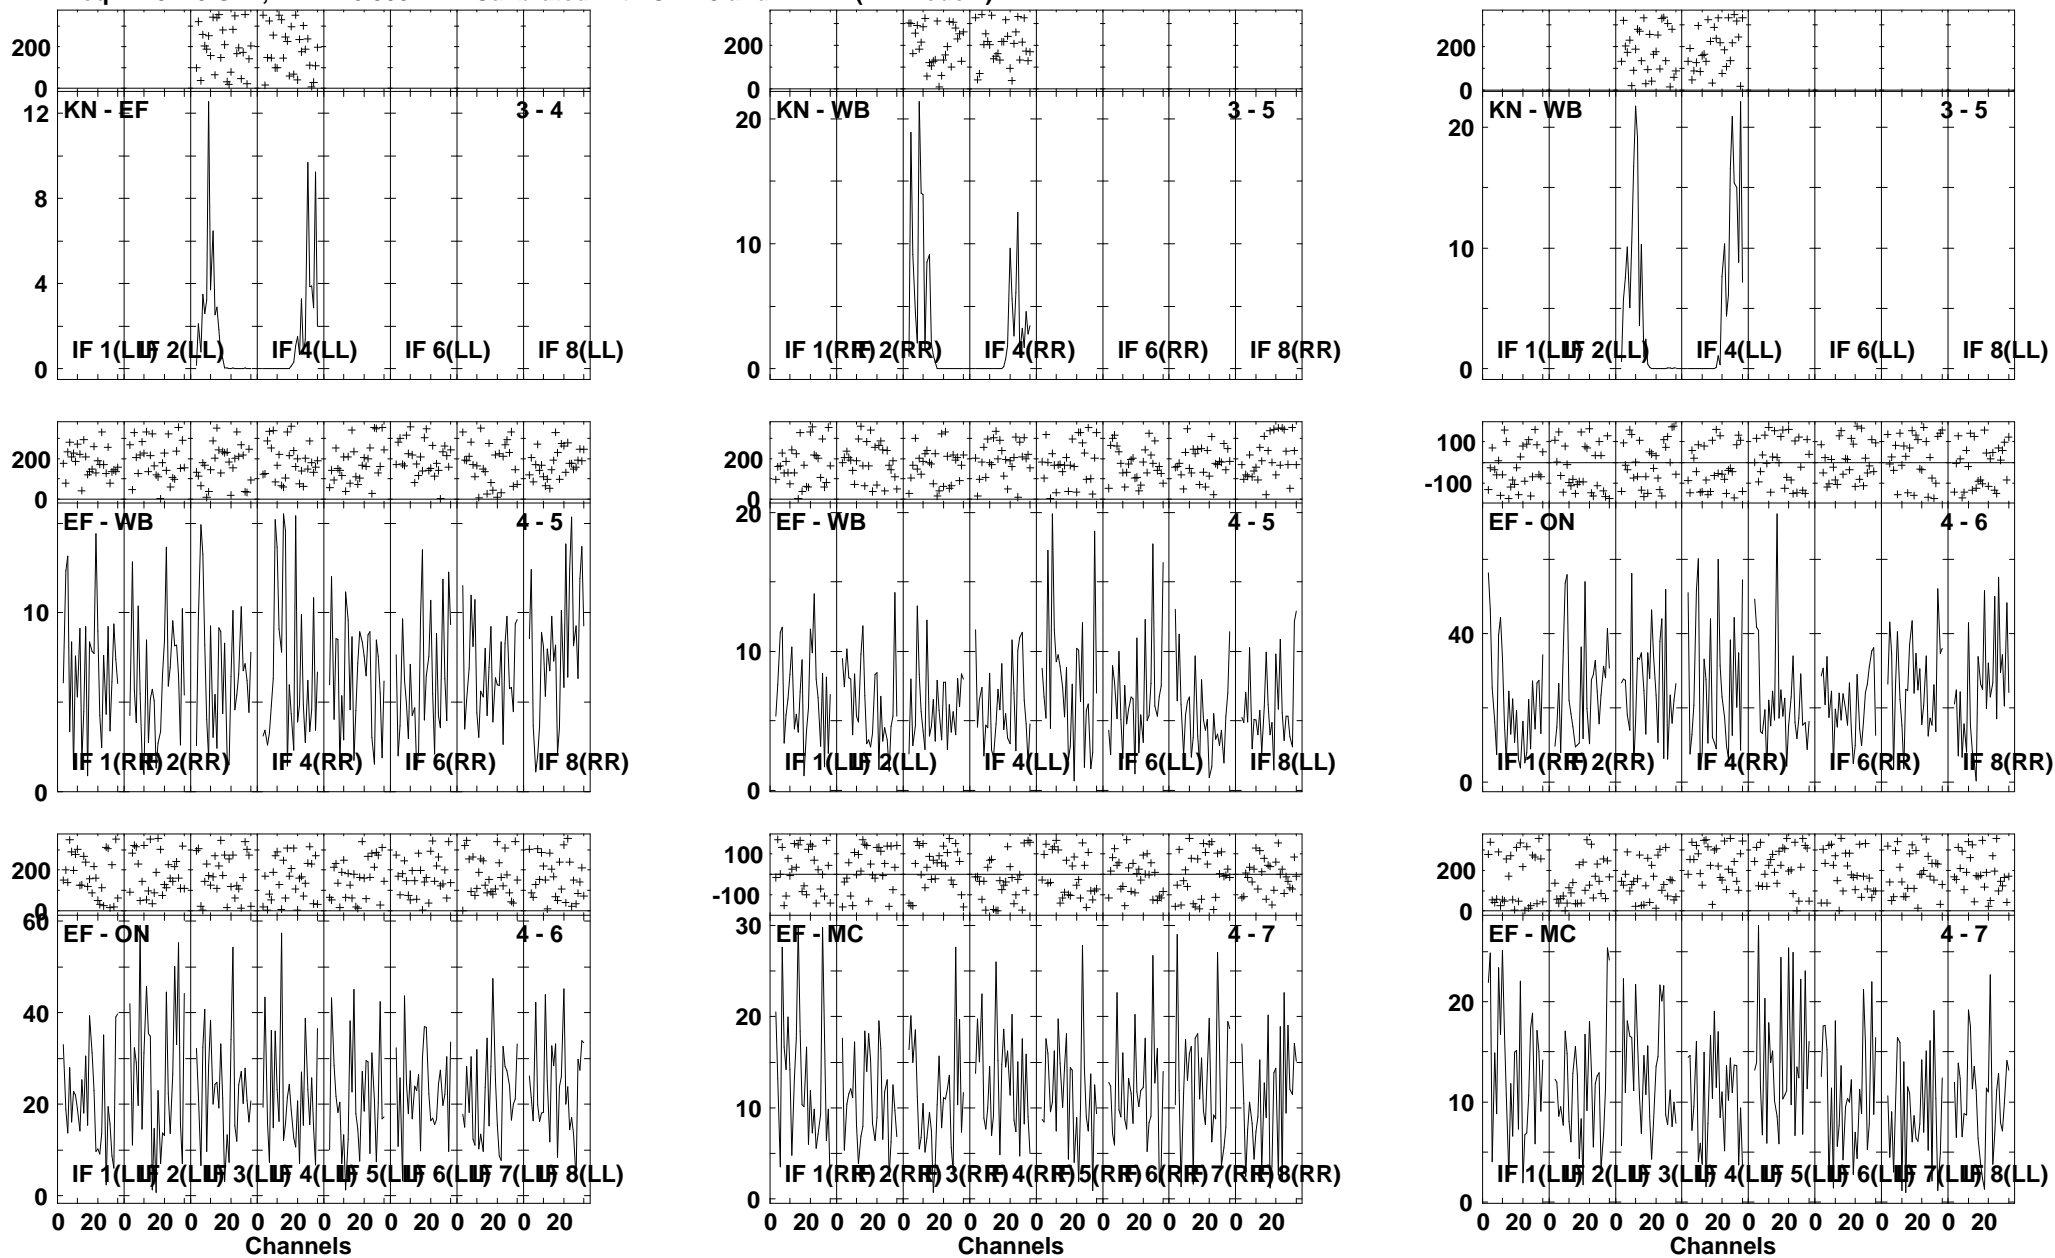 200
0
KN - EF 3 - 4
12
8
4
0
IF 1(LL) IF 2(LL) IF 4(LL) IF 6(LL) IF 8(LL)
200
0
KN - WB 3 - 5
20
10
0
IF 1(RR) IF 2(RR) IF 4(RR) IF 6(RR) IF 8(RR)
200
0
KN - WB 3 - 5
20
10
0
IF 1(LL) IF 2(LL) IF 4(LL) IF 6(LL) IF 8(LL)
200
0
EF - WB 4 - 5
10
0
IF 1(RR) IF 2(RR) IF 4(RR) IF 6(RR) IF 8(RR)
200
0
20
EF - WB 4 - 5
10
0
IF 1(LL) IF 2(LL) IF 4(LL) IF 6(LL) IF 8(LL)
100
-100
EF - ON 4 - 6
40
0
IF 1(RR) IF 2(RR) IF 4(RR) IF 6(RR) IF 8(RR)
200
0
60
EF - ON 4 - 6
40
20
0
IF 1(LL) IF 2(LL) IF 3(LL) IF 4(LL) IF 5(LL) IF 6(LL) IF 7(LL) IF 8(LL)
0 20 0 20 0 20 0 20 0 20 0 20 0 20 0 20
Channels
100
-100
30
EF - MC 4 - 7
20
10
0
IF 1(RR) IF 2(RR) IF 3(RR) IF 4(RR) IF 5(RR) IF 6(RR) IF 7(RR) IF 8(RR)
0 20 0 20 0 20 0 20 0 20 0 20 0 20 0 20
Channels
200
0
EF - MC 4 - 7
20
10
0
IF 1(LL) IF 2(LL) IF 3(LL) IF 4(LL) IF 5(LL) IF 6(LL) IF 7(LL) IF 8(LL)
0 20 0 20 0 20 0 20 0 20 0 20 0 20 0 20
Channels